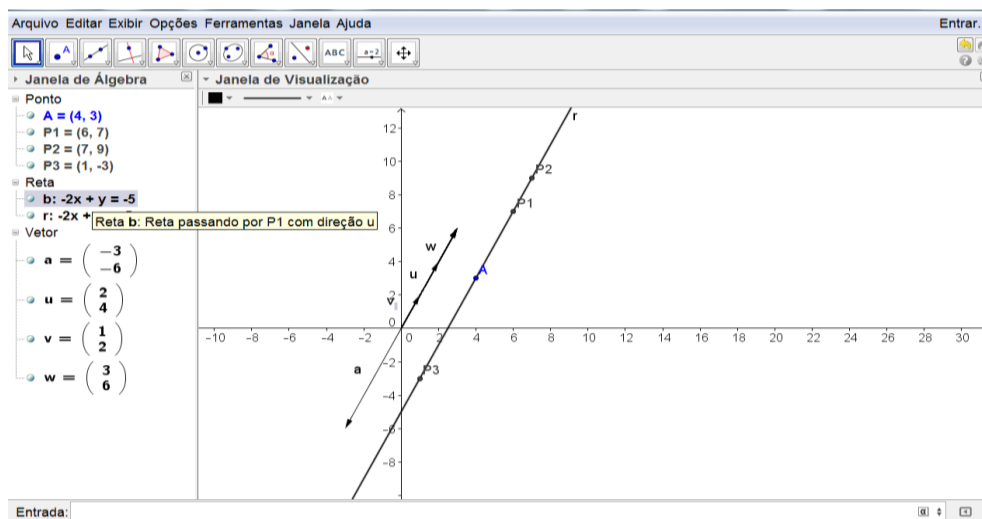 Arquivo Editar Exibir Opções Ferramentas Janela Ajuda Entrar.
A ABC a=2
Janela de Álgebra
Janela de Visualização
Ponto
A = (4, 3)
P1 = (6, 7)
P2 = (7, 9)
P3 = (1, -3)
Reta
b: -2x + y = -5
r: -2x +
Reta b: Reta passando por P1 com direção u
Vetor
a = ( −3 −6 )
u = ( 2 4 )
v = ( 1 2 )
w = ( 3 6 )
r
12
10
P2
8
P1
6
w
4
u
A
2
v
0
−10 −8 −6 −4 −2 0 2 4 6 8 10 12 14 16 18 20 22 24 26 28 30
−2
a
P3
−4
−6
−8
Entrada:
α